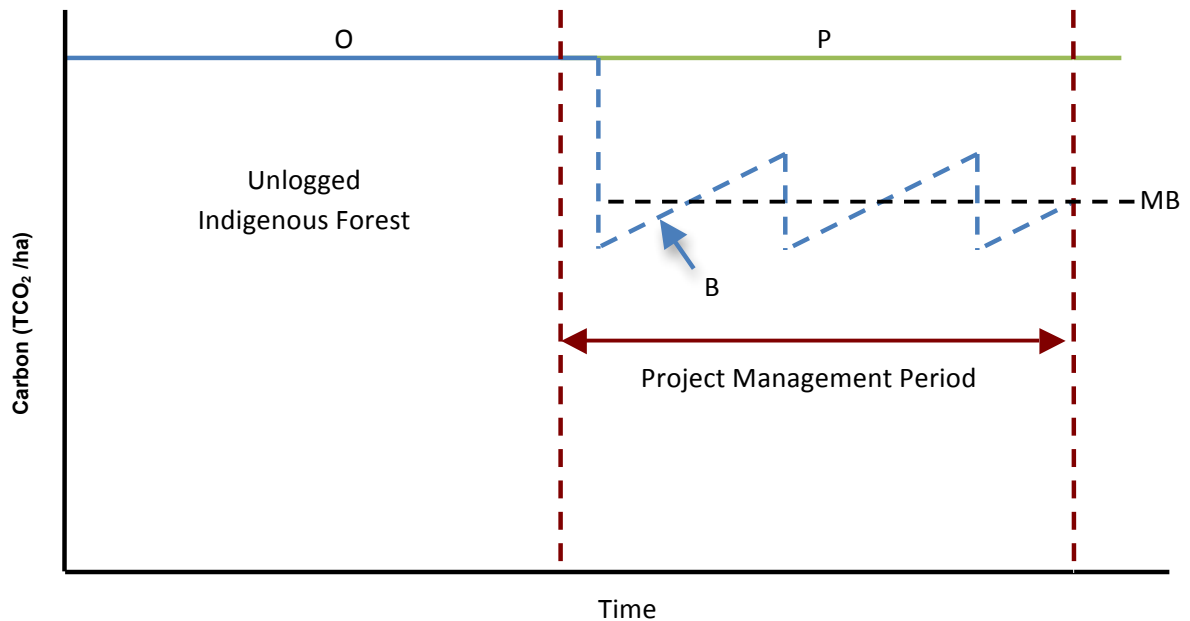 O
P
Unlogged
Indigenous Forest
MB
B
Project Management Period
Carbon (TCO₂ /ha)
Time